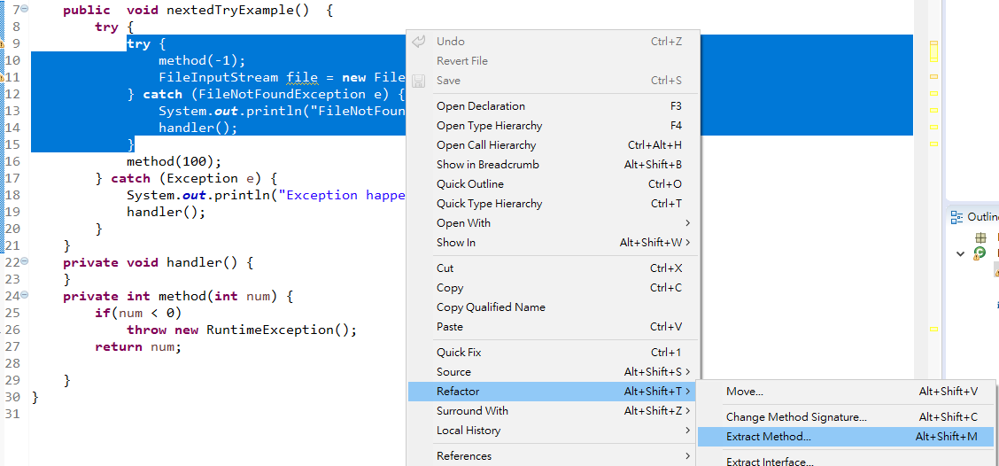 7 public void nextedTryExample() {
8 try {
9 try {
10 method(-1);
11 FileInputStream file = new File
12 } catch (FileNotFoundException e) {
13 System.out.println("FileNotFoun
14 handler();
15 }
16 method(100);
17 } catch (Exception e) {
18 System.out.println("Exception happe
19 handler();
20 }
21 }
22 private void handler() {
23 }
24 private int method(int num) {
25 if(num < 0)
26 throw new RuntimeException();
27 return num;
28
29 }
30 }
31
Undo Ctrl+Z
Revert File
Save Ctrl+S
Open Declaration F3
Open Type Hierarchy F4
Open Call Hierarchy Ctrl+Alt+H
Show in Breadcrumb Alt+Shift+B
Quick Outline Ctrl+O
Quick Type Hierarchy Ctrl+T
Open With >
Show In Alt+Shift+W >
Cut Ctrl+X
Copy Ctrl+C
Copy Qualified Name
Paste Ctrl+V
Quick Fix Ctrl+1
Source Alt+Shift+S >
Refactor Alt+Shift+T >
Surround With Alt+Shift+Z >
Local History >
References >
Move... Alt+Shift+V
Change Method Signature... Alt+Shift+C
Extract Method... Alt+Shift+M
Extract Interface...
Outlin